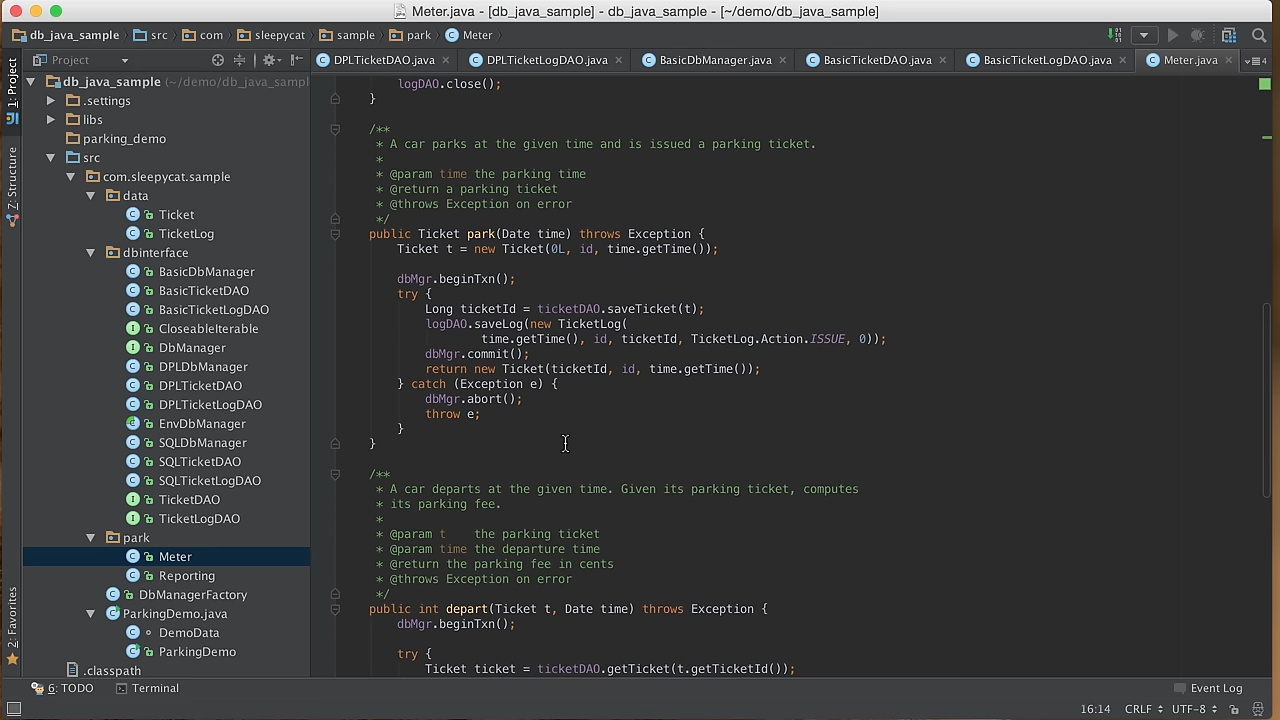 Meter.java - [db_java_sample] - db_java_sample - [~/demo/db_java_sample]
db_java_sample src com sleepycat sample park Meter
Project
DPLTicketDAO.java DPLTicketLogDAO.java BasicDbManager.java BasicTicketDAO.java BasicTicketLogDAO.java Meter.java 4
1: Project
Z: Structure
2: Favorites
db_java_sample (~/demo/db_java_sampl
.settings
libs
parking_demo
src
com.sleepycat.sample
data
Ticket
TicketLog
dbinterface
BasicDbManager
BasicTicketDAO
BasicTicketLogDAO
CloseableIterable
DbManager
DPLDbManager
DPLTicketDAO
DPLTicketLogDAO
EnvDbManager
SQLDbManager
SQLTicketDAO
SQLTicketLogDAO
TicketDAO
TicketLogDAO
park
Meter
Reporting
DbManagerFactory
ParkingDemo.java
DemoData
ParkingDemo
.classpath
logDAO.close();
}
/**
* A car parks at the given time and is issued a parking ticket.
*
* @param time the parking time
* @return a parking ticket
* @throws Exception on error
*/
public Ticket park(Date time) throws Exception {
Ticket t = new Ticket(0L, id, time.getTime());
dbMgr.beginTxn();
try {
Long ticketId = ticketDAO.saveTicket(t);
logDAO.saveLog(new TicketLog(
time.getTime(), id, ticketId, TicketLog.Action.ISSUE, 0));
dbMgr.commit();
return new Ticket(ticketId, id, time.getTime());
} catch (Exception e) {
dbMgr.abort();
throw e;
}
}
/**
* A car departs at the given time. Given its parking ticket, computes
* its parking fee.
*
* @param t    the parking ticket
* @param time the departure time
* @return the parking fee in cents
* @throws Exception on error
*/
public int depart(Ticket t, Date time) throws Exception {
dbMgr.beginTxn();
try {
Ticket ticket = ticketDAO.getTicket(t.getTicketId());
6: TODO Terminal Event Log
16:14 CRLF UTF-8